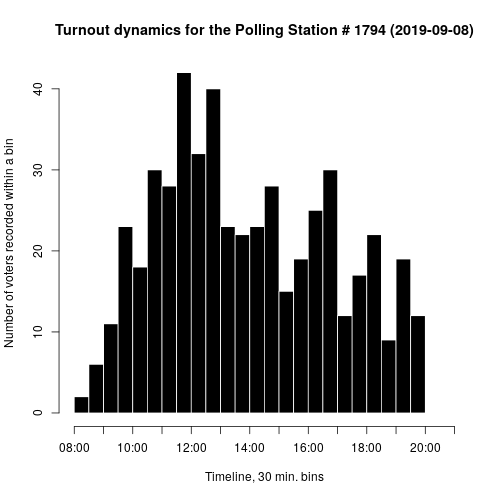 Turnout dynamics for the Polling Station # 1794 (2019-09-08)
Number of voters recorded within a bin
40
30
20
10
0
08:00 10:00 12:00 14:00 16:00 18:00 20:00
Timeline, 30 min. bins